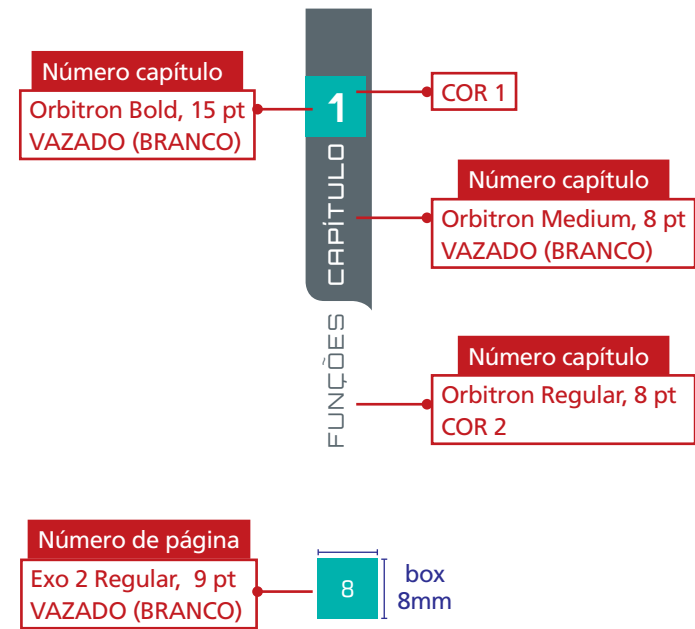 Número capítulo
Orbitron Bold, 15 pt
VAZADO (BRANCO)
1
COR 1
CAPÍTULO
Número capítulo
Orbitron Medium, 8 pt
VAZADO (BRANCO)
FUNÇÕES
Número capítulo
Orbitron Regular, 8 pt
COR 2
Número de página
Exo 2 Regular, 9 pt
VAZADO (BRANCO)
8
box
8mm